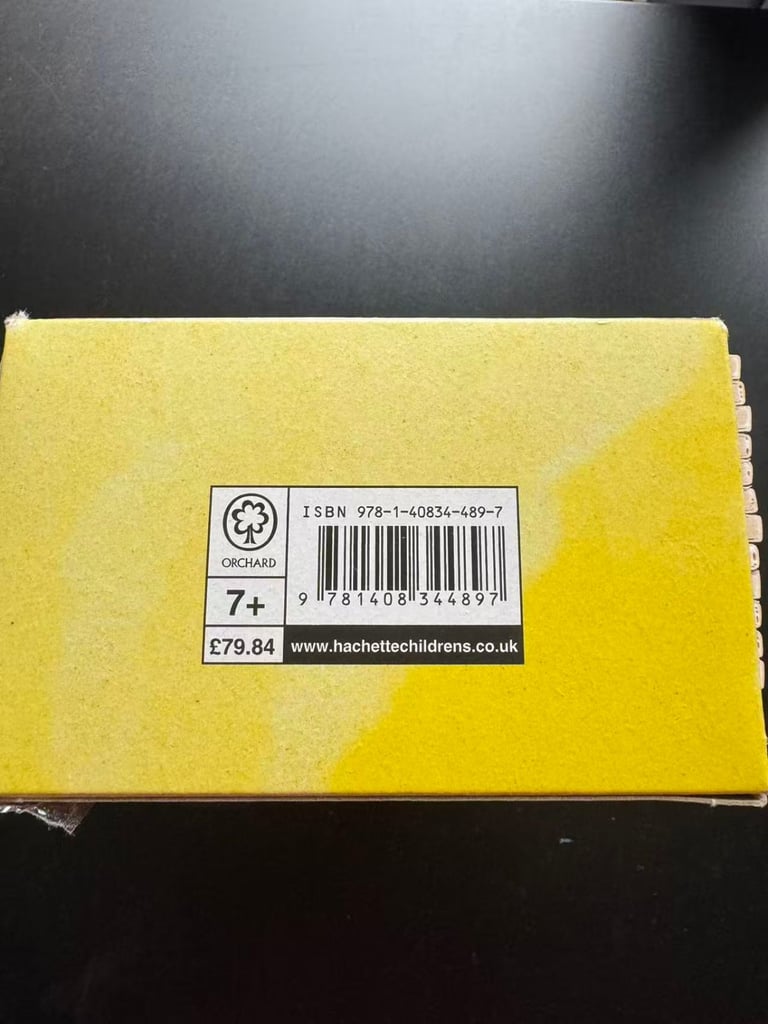 ISBN 978-1-40834-489-7
ORCHARD
7+
9 781408 344897
£79.84
www.hachettechildrens.co.uk